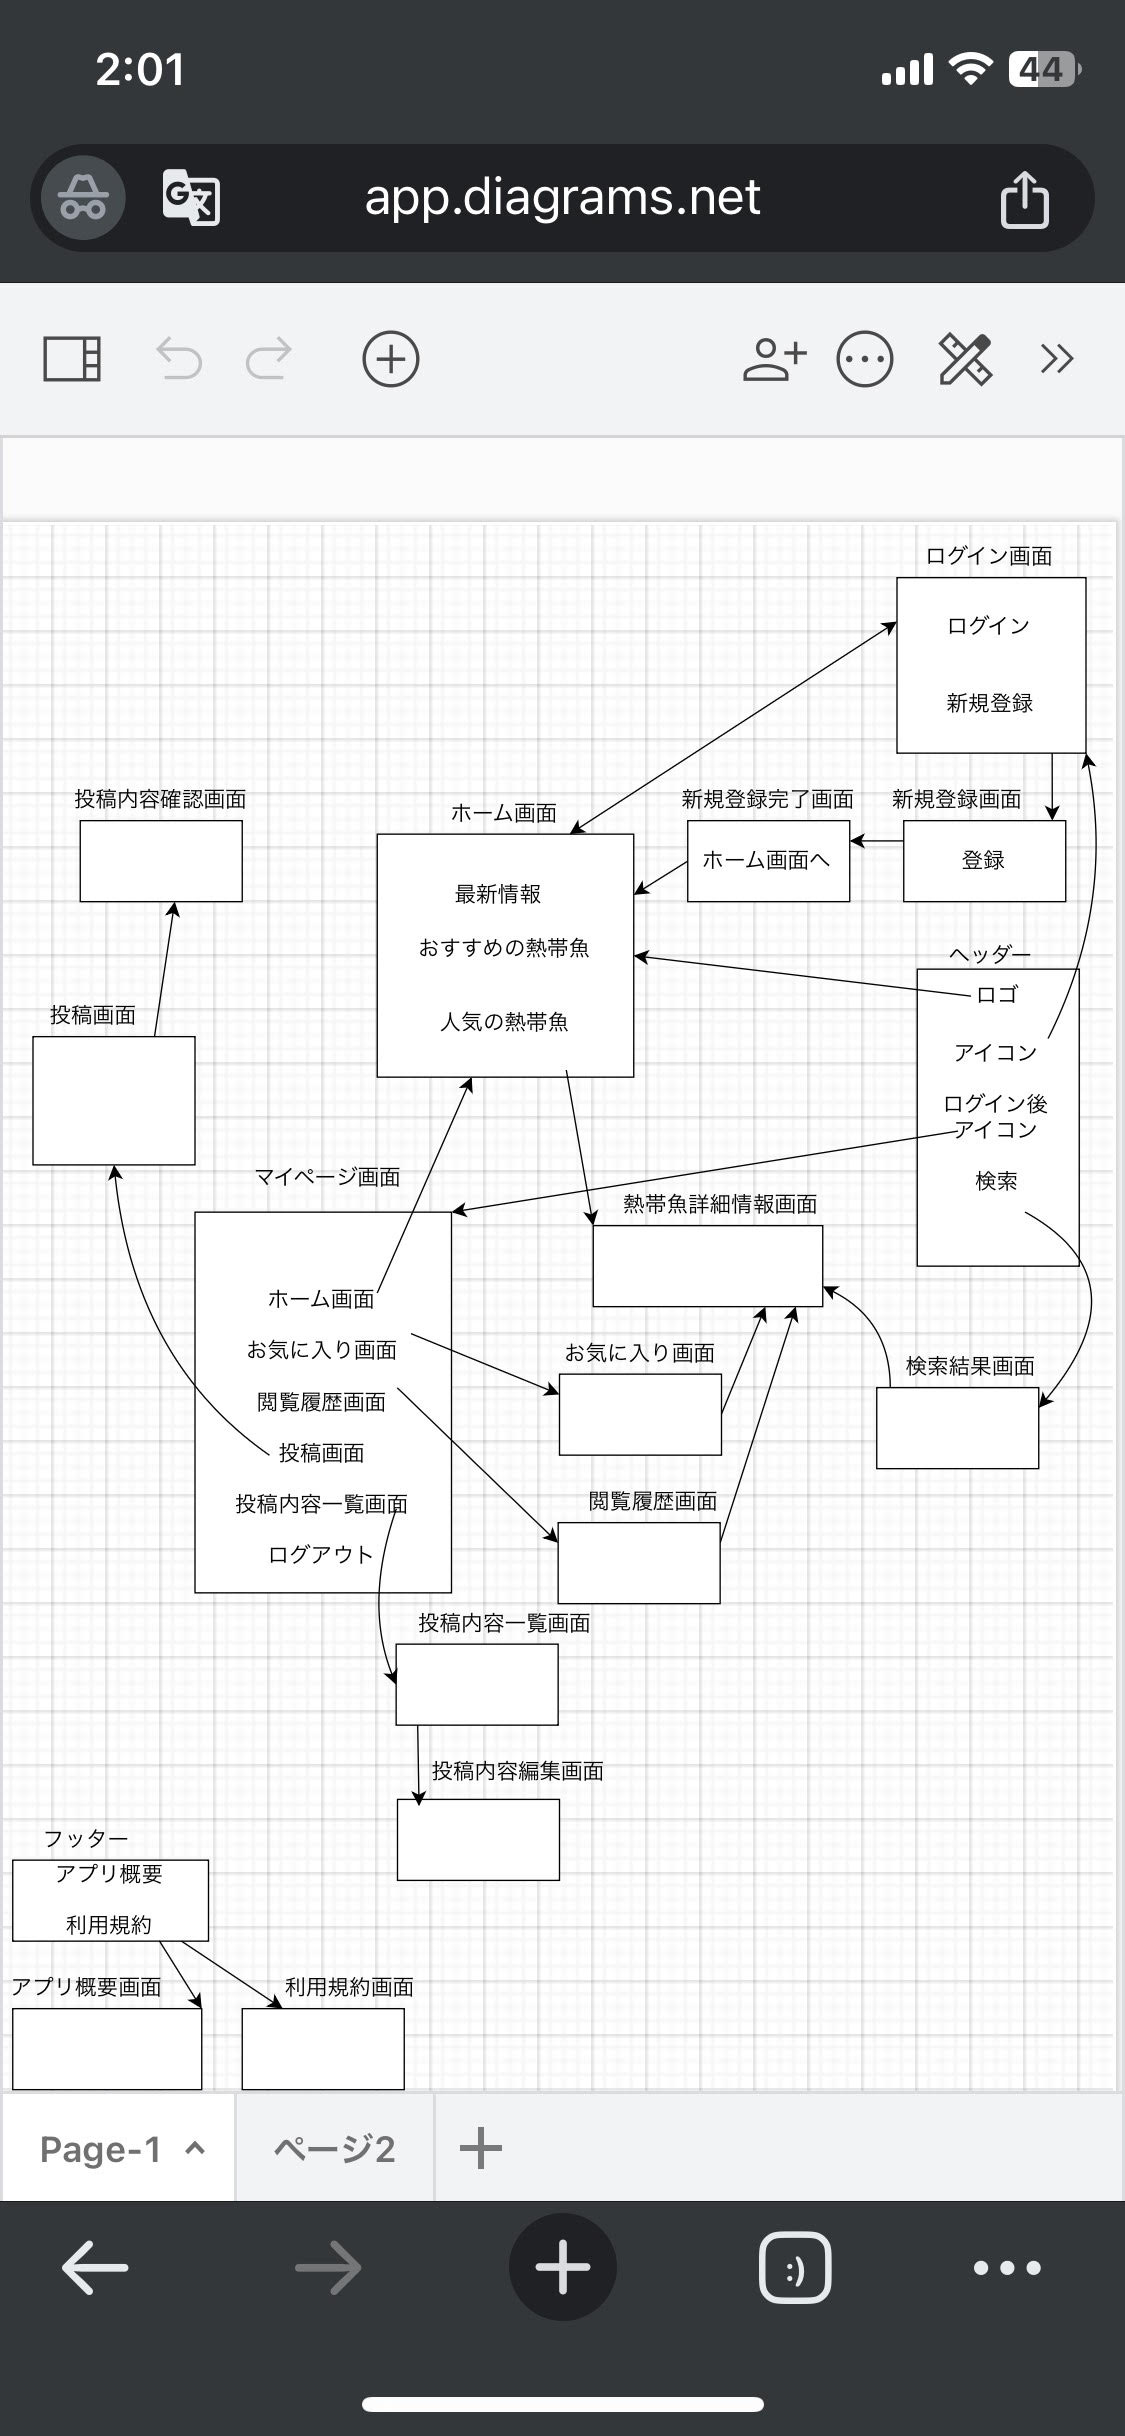 2:01
44
app.diagrams.net
ログイン画面
ログイン
新規登録
投稿内容確認画面
ホーム画面
新規登録完了画面
新規登録画面
ホーム画面へ
登録
最新情報
おすすめの熱帯魚
人気の熱帯魚
ヘッダー
ロゴ
アイコン
ログイン後
アイコン
検索
投稿画面
マイページ画面
熱帯魚詳細情報画面
ホーム画面
お気に入り画面
閲覧履歴画面
投稿画面
投稿内容一覧画面
ログアウト
お気に入り画面
検索結果画面
閲覧履歴画面
投稿内容一覧画面
投稿内容編集画面
フッター
アプリ概要
利用規約
アプリ概要画面
利用規約画面
Page-1
ページ2
:)